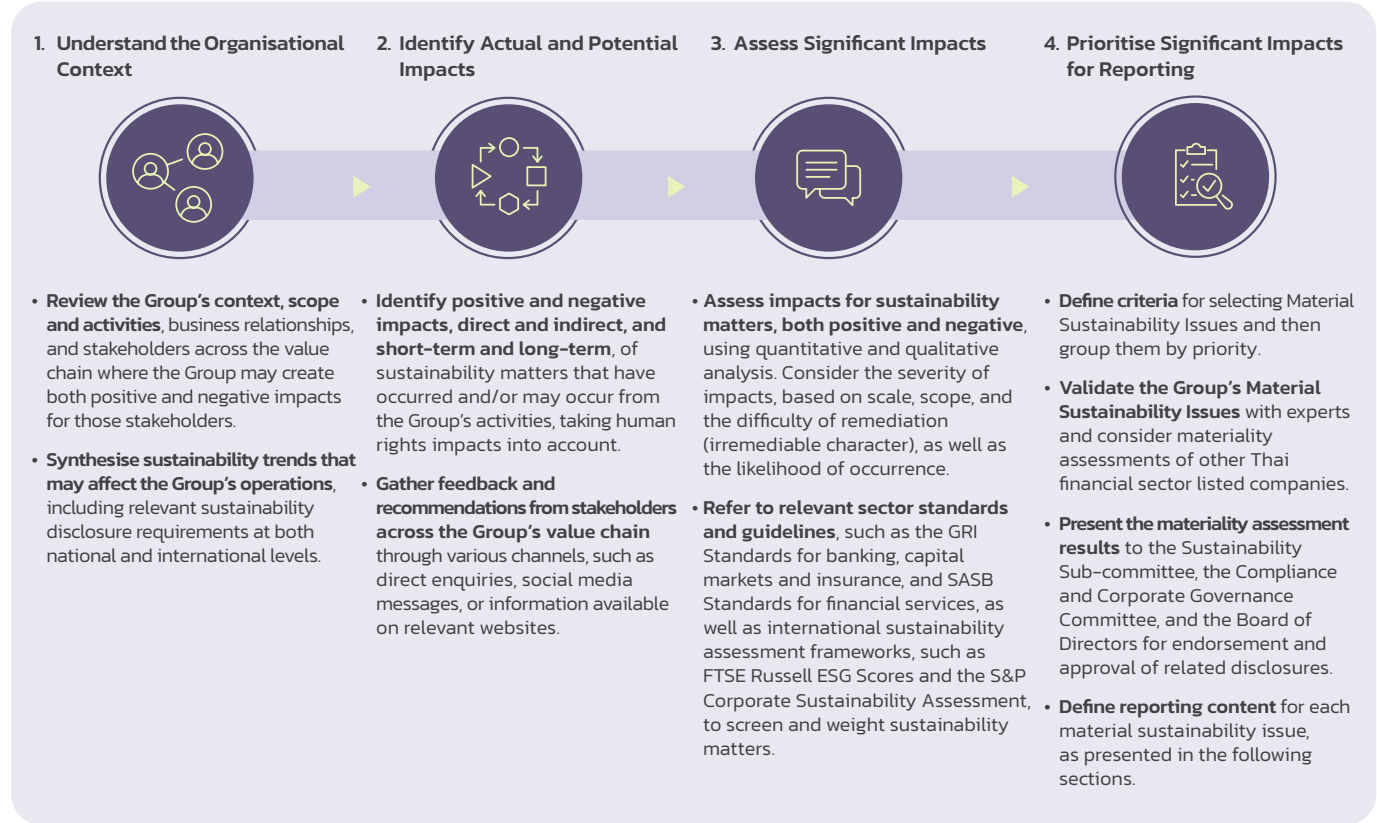 1. Understand the Organisational
Context
2. Identify Actual and Potential
Impacts
3. Assess Significant Impacts
4. Prioritise Significant Impacts
for Reporting
• Review the Group's context, scope
and activities, business relationships,
and stakeholders across the value
chain where the Group may create
both positive and negative impacts
for those stakeholders.
• Synthesise sustainability trends that
may affect the Group's operations,
including relevant sustainability
disclosure requirements at both
national and international levels.
• Identify positive and negative
impacts, direct and indirect, and
short-term and long-term, of
sustainability matters that have
occurred and/or may occur from
the Group's activities, taking human
rights impacts into account.
• Gather feedback and
recommendations from stakeholders
across the Group's value chain
through various channels, such as
direct enquiries, social media
messages, or information available
on relevant websites.
• Assess impacts for sustainability
matters, both positive and negative,
using quantitative and qualitative
analysis. Consider the severity of
impacts, based on scale, scope, and
the difficulty of remediation
(irremediable character), as well as
the likelihood of occurrence.
• Refer to relevant sector standards
and guidelines, such as the GRI
Standards for banking, capital
markets and insurance, and SASB
Standards for financial services, as
well as international sustainability
assessment frameworks, such as
FTSE Russell ESG Scores and the S&P
Corporate Sustainability Assessment,
to screen and weight sustainability
matters.
• Define criteria for selecting Material
Sustainability Issues and then
group them by priority.
• Validate the Group's Material
Sustainability Issues with experts
and consider materiality
assessments of other Thai
financial sector listed companies.
• Present the materiality assessment
results to the Sustainability
Sub-committee, the Compliance
and Corporate Governance
Committee, and the Board of
Directors for endorsement and
approval of related disclosures.
• Define reporting content for each
material sustainability issue,
as presented in the following
sections.